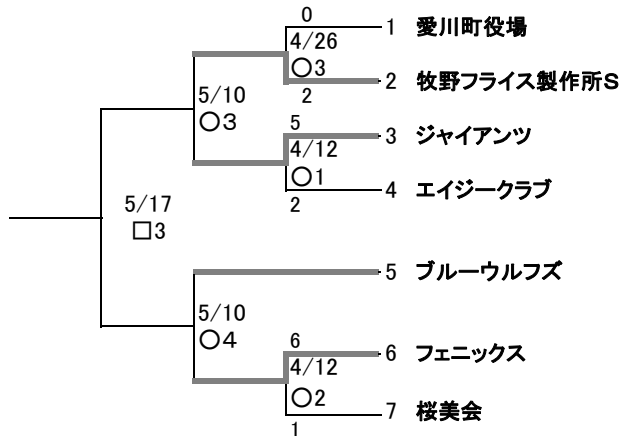 0
1 愛川町役場
4/26
○3
2 牧野フライス製作所S
2
5/10
○3
5
3 ジャイアンツ
4/12
○1
4 エイジークラブ
2
5/17
□3
5 ブルーウルフズ
5/10
○4
6
6 フェニックス
4/12
○2
7 桜美会
1